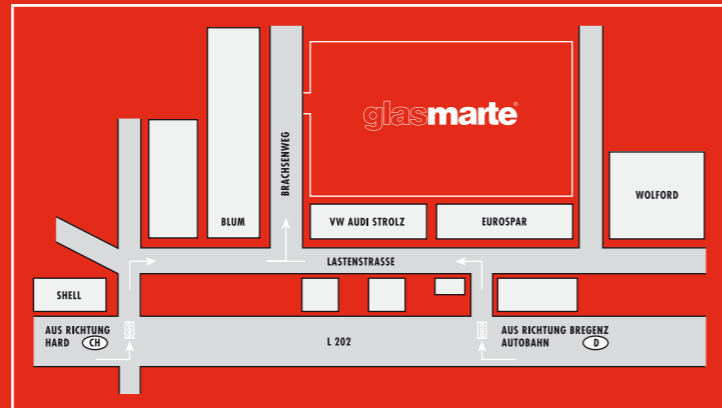 glasmarte®
BRACHSENWEG
BLUM
VW AUDI STROLZ
EUROSPAR
WOLFORD
LASTENSTRASSE
SHELL
AUS RICHTUNG
HARD CH
L 202
AUS RICHTUNG BREGENZ
AUTOBAHN D